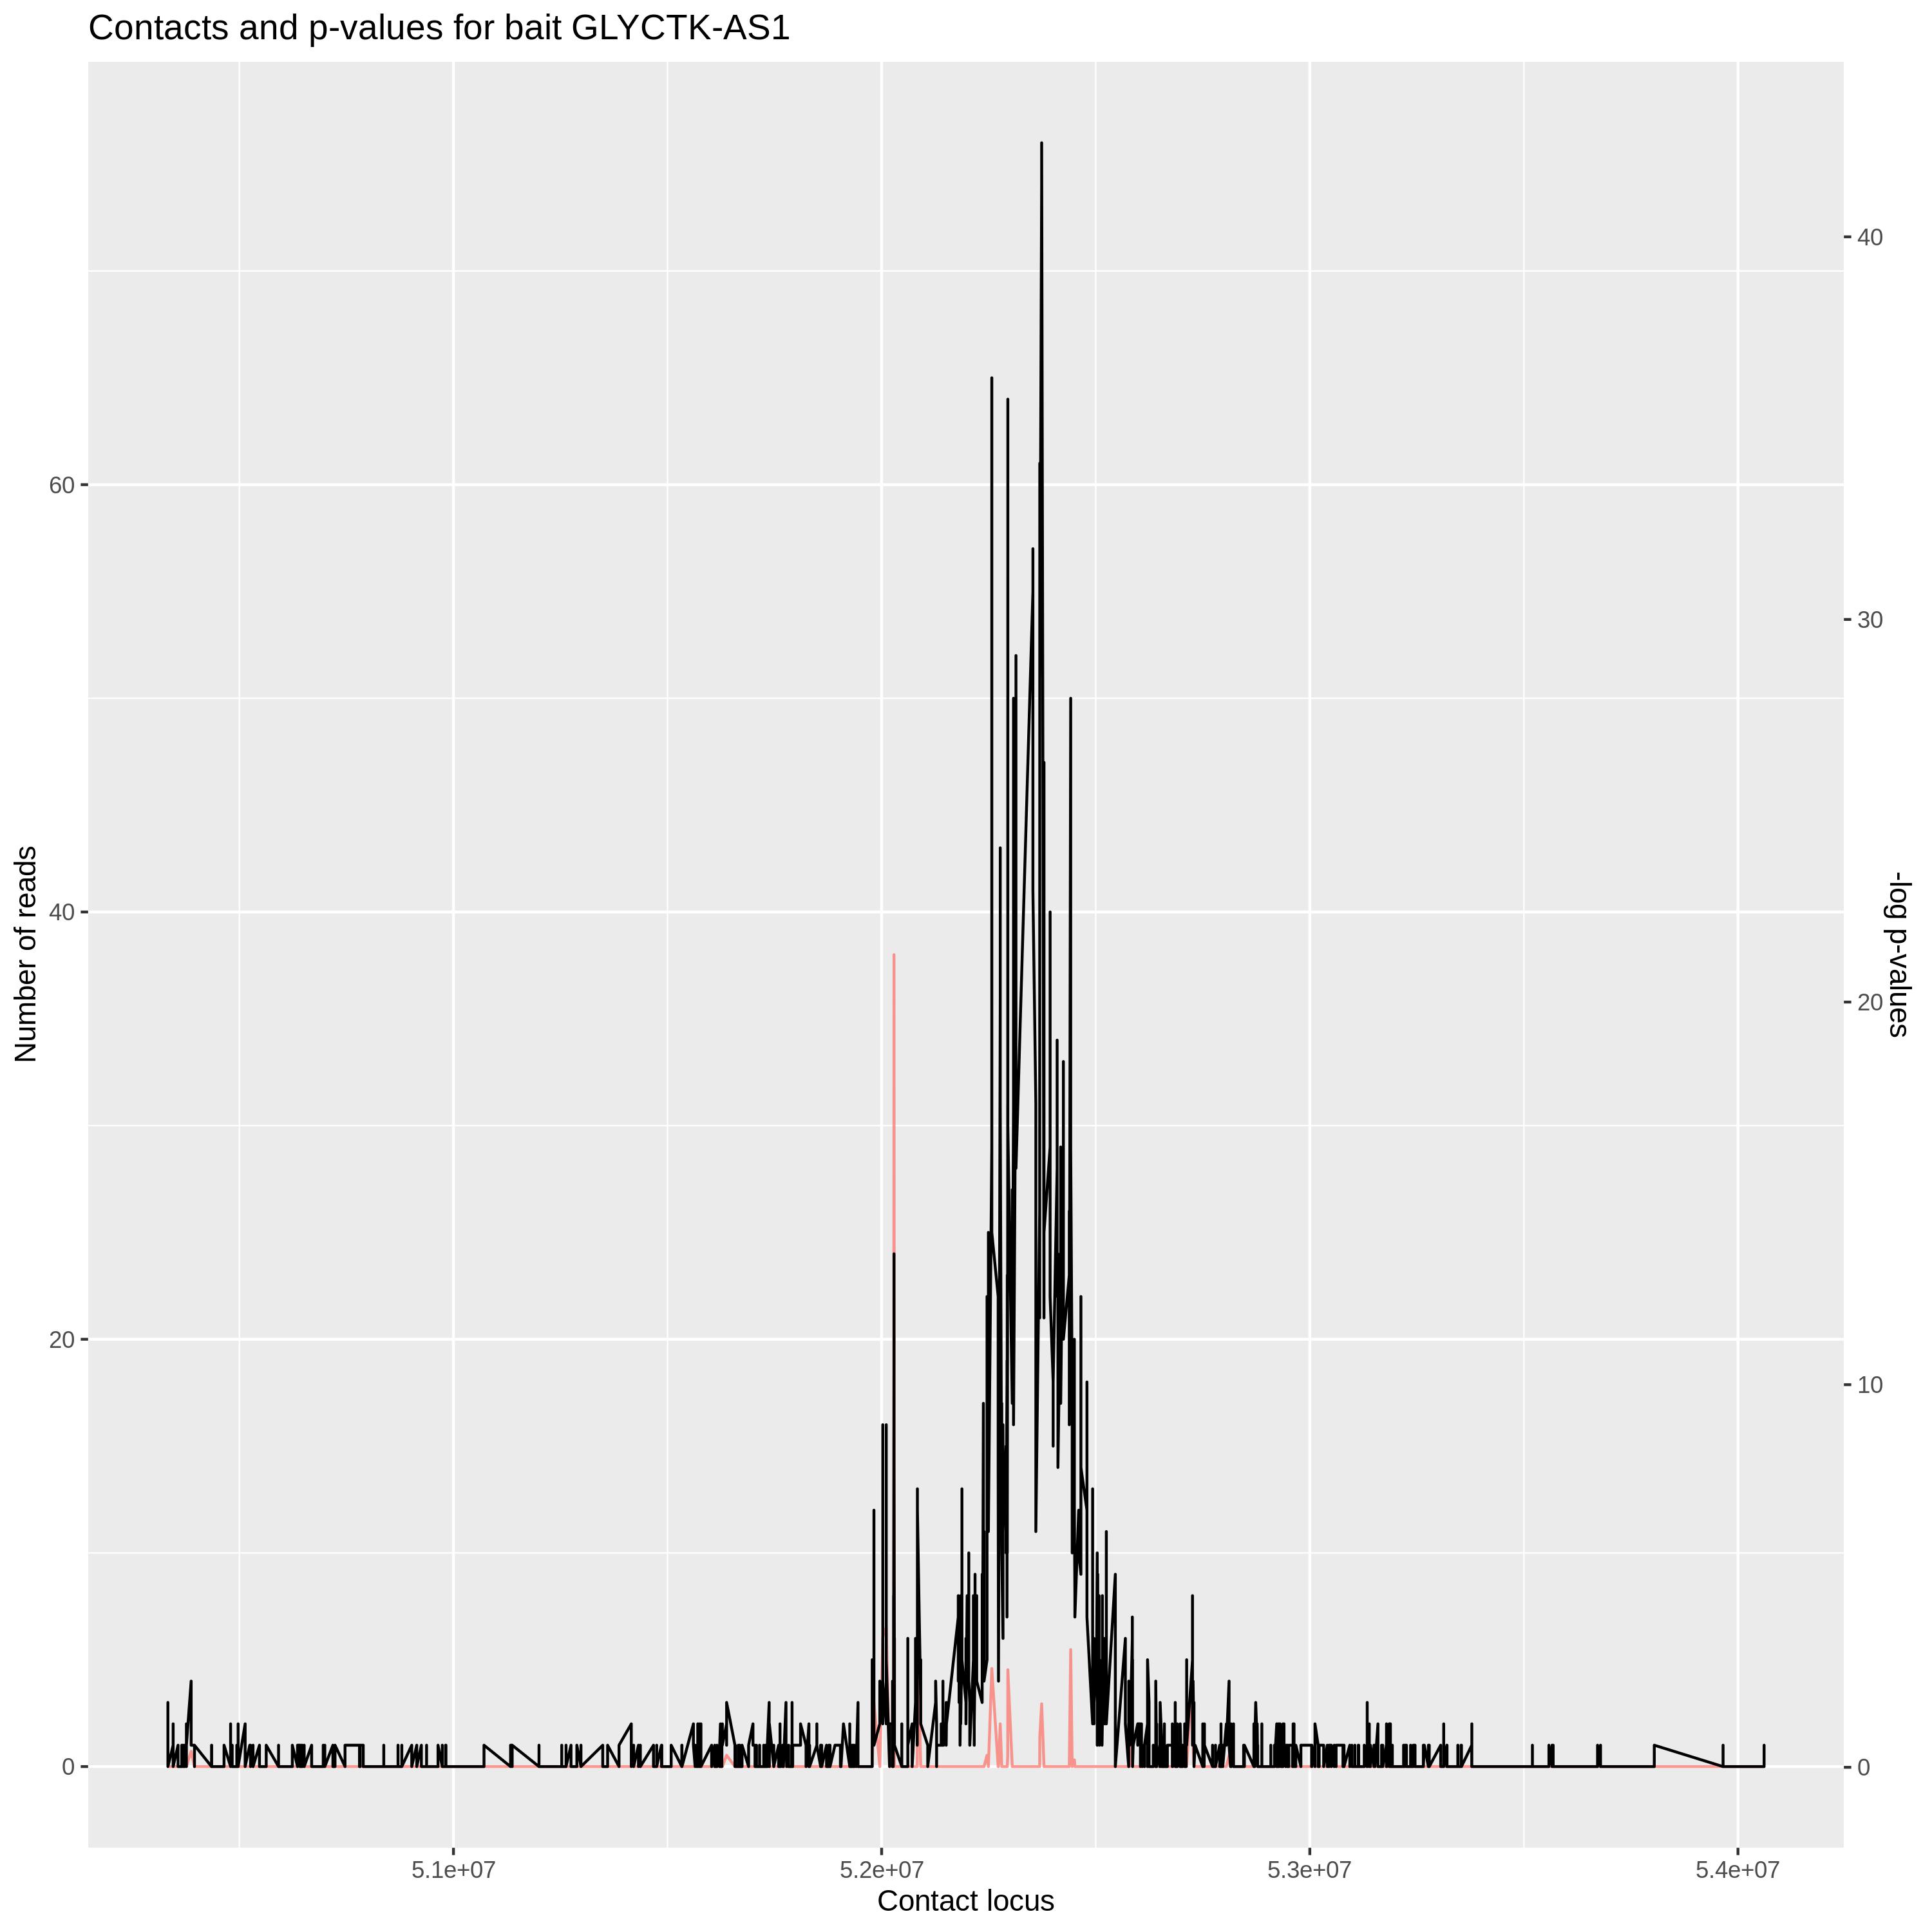 Contacts and p-values for bait GLYCTK-AS1
Number of reads
60
40
20
0
40
30
20
10
0
-log p-values
5.1e+07
5.2e+07
5.3e+07
5.4e+07
Contact locus